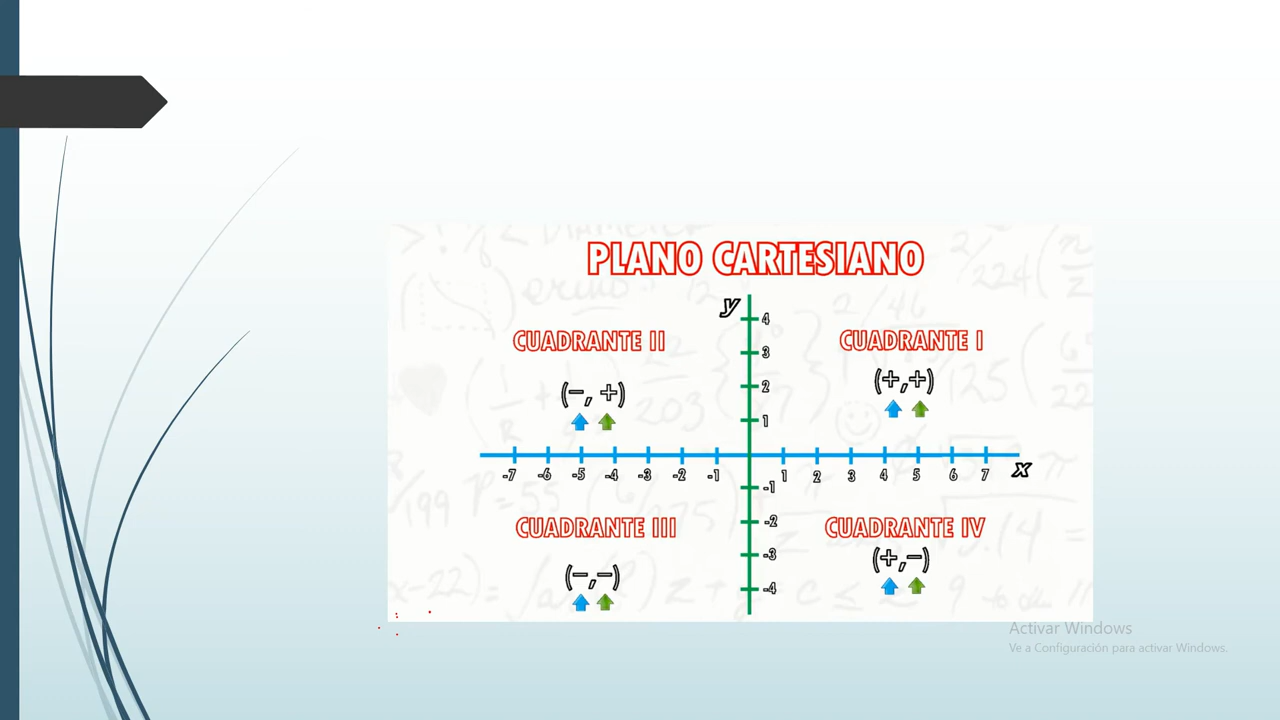 PLANO CARTESIANO
y
4
CUADRANTE II
CUADRANTE I
3
(+,+)
2
(−, +)
1
-7 -6 -5 -4 -3 -2 -1 1 2 3 4 5 6 7 x
-1
CUADRANTE III
-2
CUADRANTE IV
-3
(+,−)
(−,−)
-4
Activar Windows
Ve a Configuración para activar Windows.